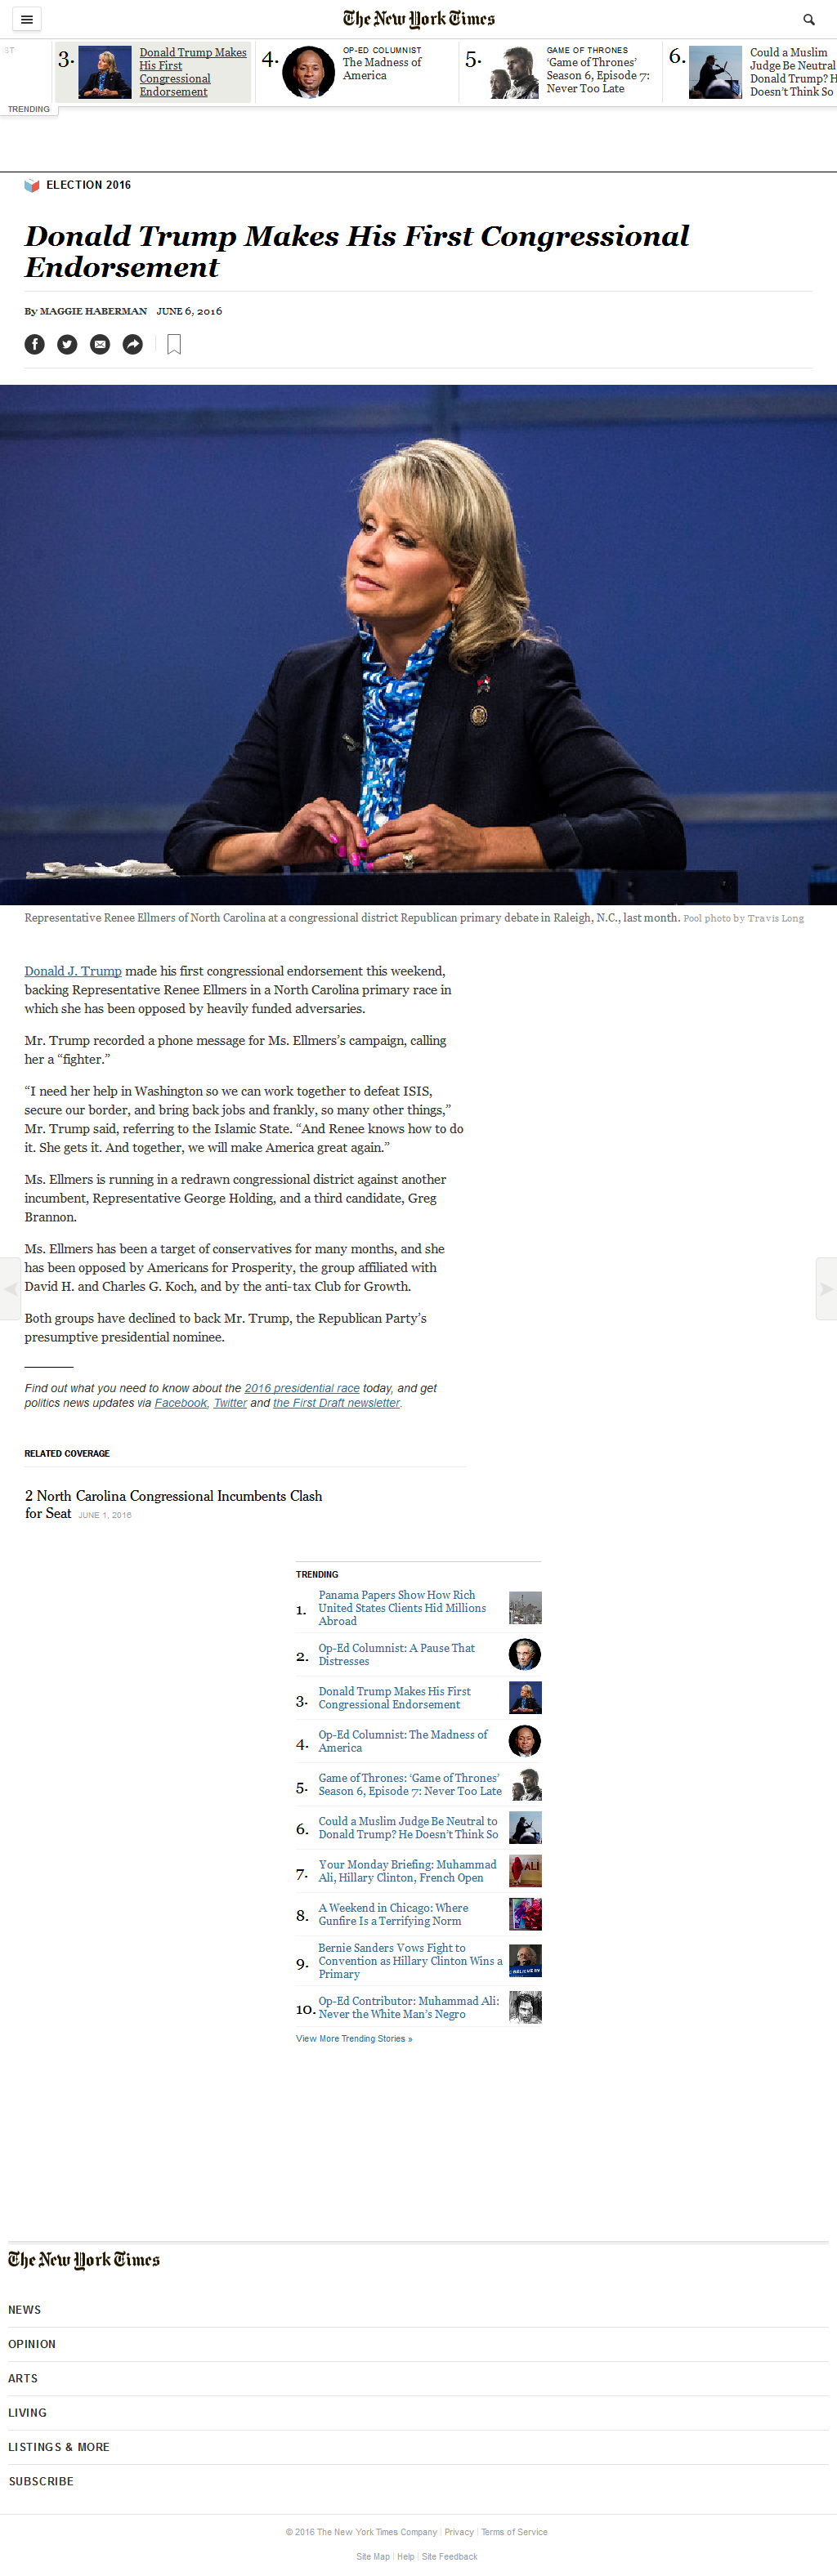 The New York Times
IST
3.
Donald Trump Makes
His First
Congressional
Endorsement
4.
OP-ED COLUMNIST
The Madness of
America
5.
GAME OF THRONES
‘Game of Thrones’
Season 6, Episode 7:
Never Too Late
6.
Could a Muslim
Judge Be Neutral
Donald Trump? H
Doesn’t Think So
TRENDING
ELECTION 2016
Donald Trump Makes His First Congressional
Endorsement
By MAGGIE HABERMAN JUNE 6, 2016
Representative Renee Ellmers of North Carolina at a congressional district Republican primary debate in Raleigh, N.C., last month. Pool photo by Travis Long
Donald J. Trump made his first congressional endorsement this weekend,
backing Representative Renee Ellmers in a North Carolina primary race in
which she has been opposed by heavily funded adversaries.
Mr. Trump recorded a phone message for Ms. Ellmers’s campaign, calling
her a “fighter.”
“I need her help in Washington so we can work together to defeat ISIS,
secure our border, and bring back jobs and frankly, so many other things,”
Mr. Trump said, referring to the Islamic State. “And Renee knows how to do
it. She gets it. And together, we will make America great again.”
Ms. Ellmers is running in a redrawn congressional district against another
incumbent, Representative George Holding, and a third candidate, Greg
Brannon.
Ms. Ellmers has been a target of conservatives for many months, and she
has been opposed by Americans for Prosperity, the group affiliated with
David H. and Charles G. Koch, and by the anti-tax Club for Growth.
Both groups have declined to back Mr. Trump, the Republican Party’s
presumptive presidential nominee.
Find out what you need to know about the 2016 presidential race today, and get
politics news updates via Facebook, Twitter and the First Draft newsletter.
RELATED COVERAGE
2 North Carolina Congressional Incumbents Clash
for Seat JUNE 1, 2016
TRENDING
1.
Panama Papers Show How Rich
United States Clients Hid Millions
Abroad
2.
Op-Ed Columnist: A Pause That
Distresses
3.
Donald Trump Makes His First
Congressional Endorsement
4.
Op-Ed Columnist: The Madness of
America
5.
Game of Thrones: ‘Game of Thrones’
Season 6, Episode 7: Never Too Late
6.
Could a Muslim Judge Be Neutral to
Donald Trump? He Doesn’t Think So
7.
Your Monday Briefing: Muhammad
Ali, Hillary Clinton, French Open
ALI
8.
A Weekend in Chicago: Where
Gunfire Is a Terrifying Norm
9.
Bernie Sanders Vows Fight to
Convention as Hillary Clinton Wins a
Primary
10.
Op-Ed Contributor: Muhammad Ali:
Never the White Man’s Negro
View More Trending Stories »
The New York Times
NEWS
OPINION
ARTS
LIVING
LISTINGS & MORE
SUBSCRIBE
© 2016 The New York Times Company | Privacy | Terms of Service
Site Map | Help | Site Feedback